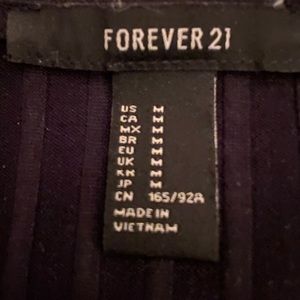 FOREVER 21
US M
CA M
MX M
BR M
EU M
UK M
KR M
JP M
CN 165/92A
MADE IN
VIETNAM